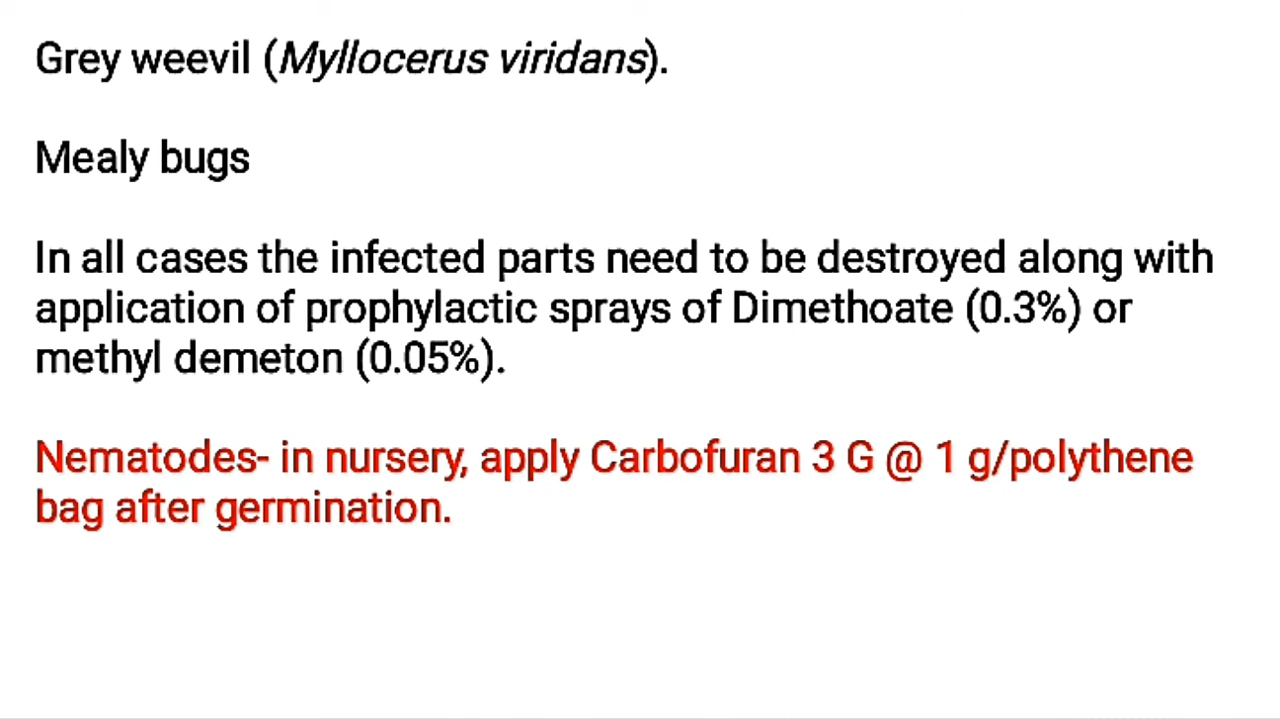 Grey weevil (Myllocerus viridans).
Mealy bugs
In all cases the infected parts need to be destroyed along with
application of prophylactic sprays of Dimethoate (0.3%) or
methyl demeton (0.05%).
Nematodes- in nursery, apply Carbofuran 3 G @ 1 g/polythene
bag after germination.